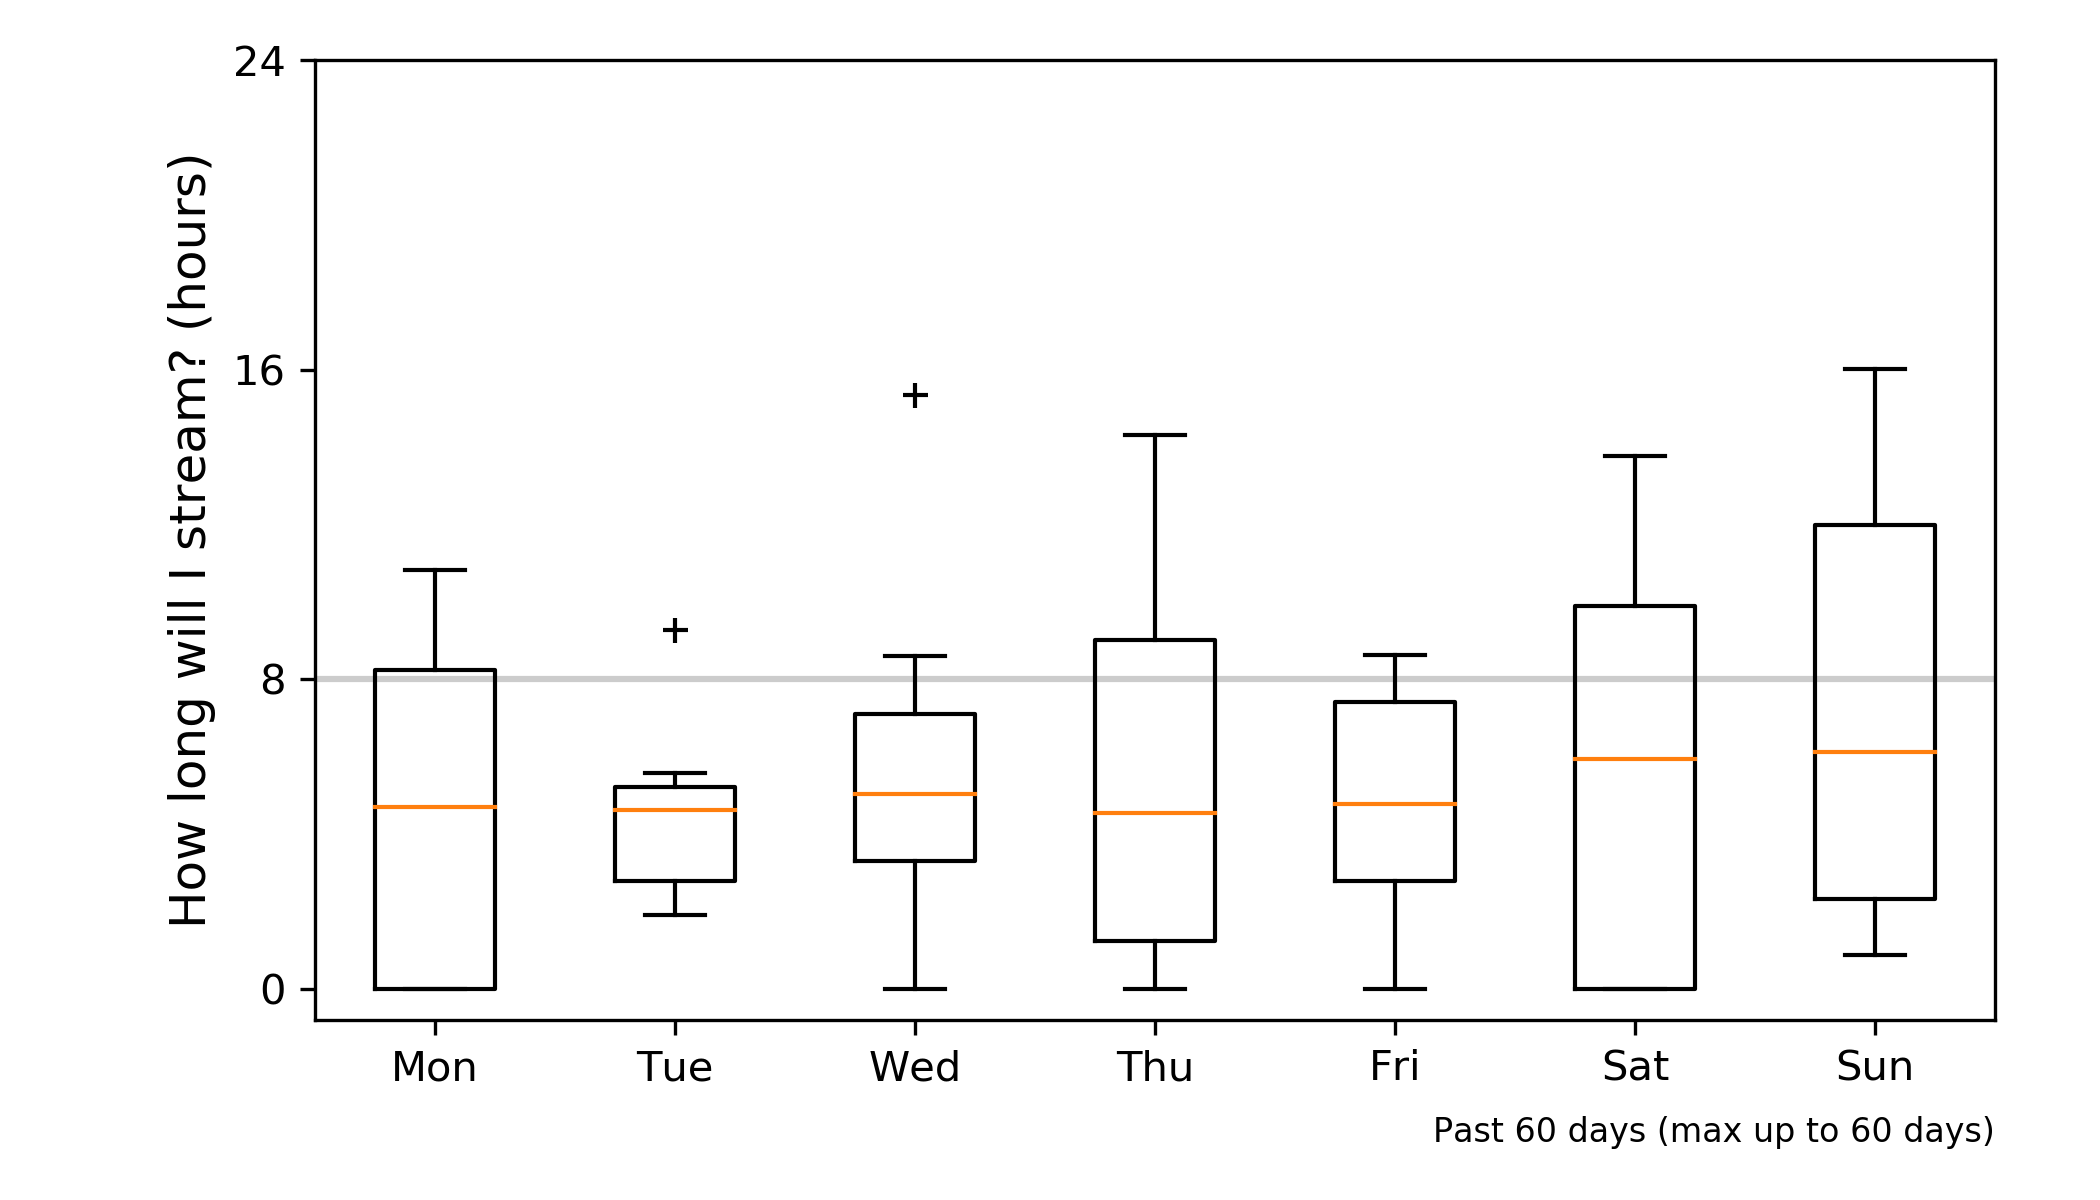 How long will I stream? (hours)
24
16
8
0
Mon Tue Wed Thu Fri Sat Sun
Past 60 days (max up to 60 days)